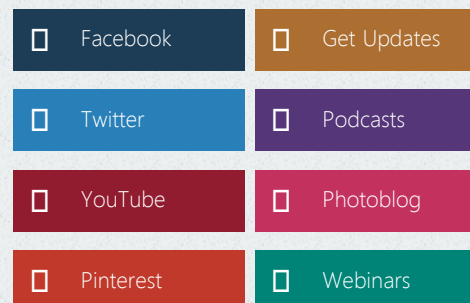 Facebook
Get Updates
Twitter
Podcasts
YouTube
Photoblog
Pinterest
Webinars